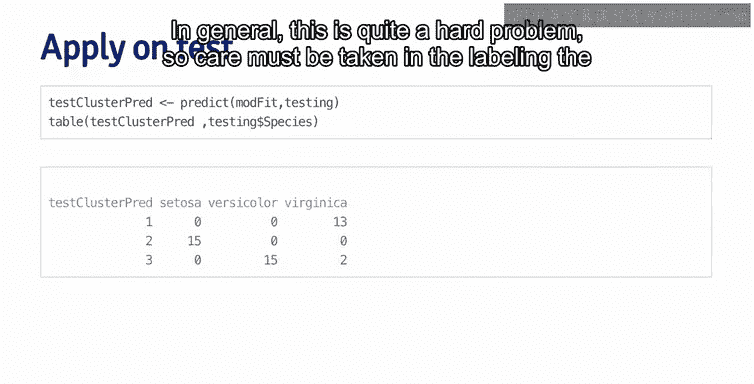 In general, this is quite a hard problem,
so care must be taken in the labeling the
Apply on test
testClusterPred <- predict(modFit,testing)
table(testClusterPred ,testing$Species)
testClusterPred setosa versicolor virginica
1 0 0 13
2 15 0 0
3 0 15 2